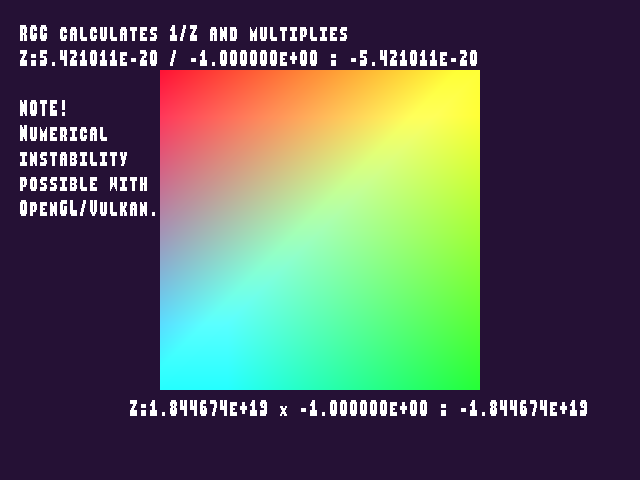 RGG calculates 1/Z and multiplies
Z:5.421011e-20 / -1.000000e+00 : -5.421011e-20
NOTE!
Numerical
instability
possible with
OpenGL/Vulkan.
Z:1.844674e+19 x -1.000000e+00 : -1.844674e+19